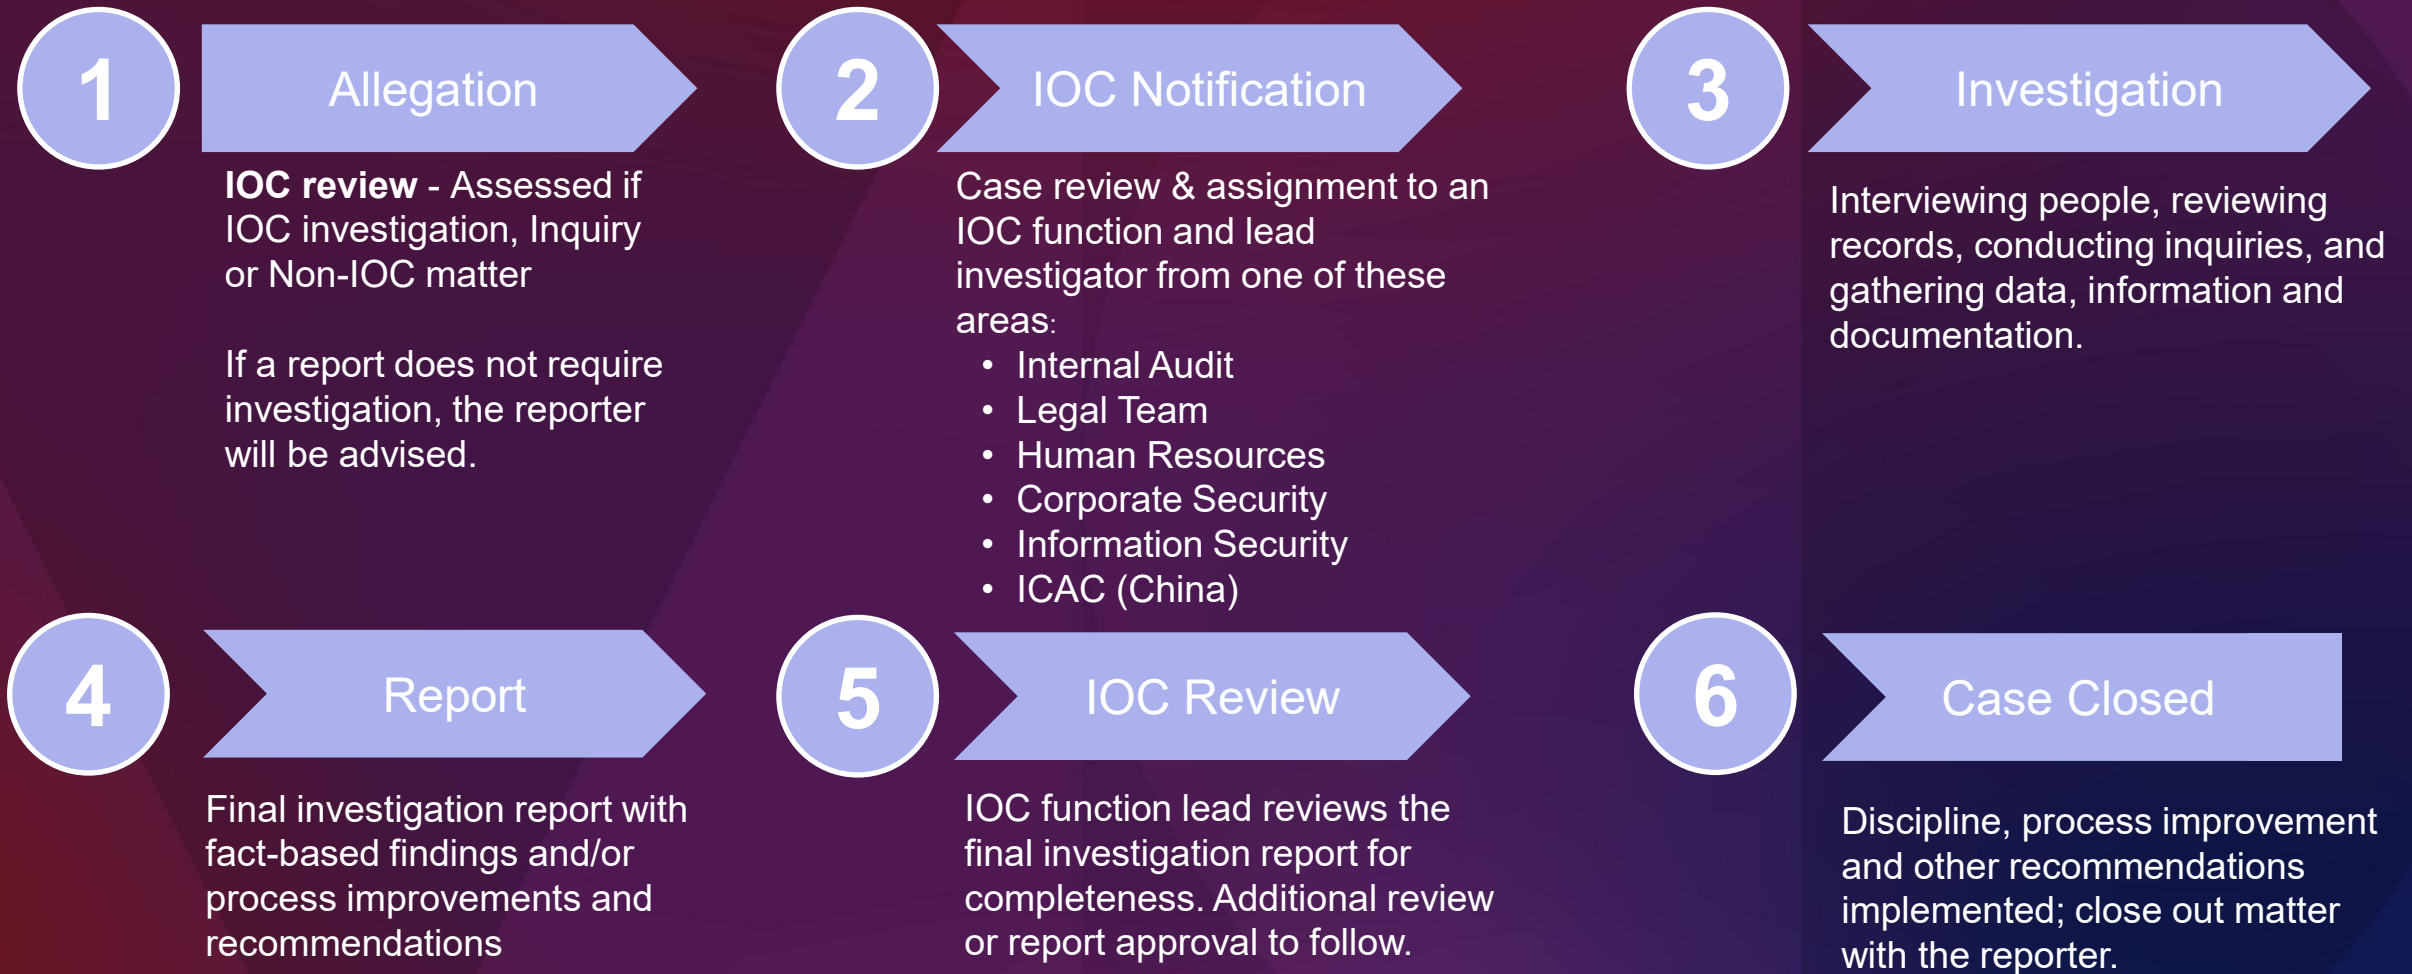 1
Allegation
IOC review - Assessed if
IOC investigation, Inquiry
or Non-IOC matter
If a report does not require
investigation, the reporter
will be advised.
2
IOC Notification
Case review & assignment to an
IOC function and lead
investigator from one of these
areas:
• Internal Audit
• Legal Team
• Human Resources
• Corporate Security
• Information Security
• ICAC (China)
3
Investigation
Interviewing people, reviewing
records, conducting inquiries, and
gathering data, information and
documentation.
4
Report
Final investigation report with
fact-based findings and/or
process improvements and
recommendations
5
IOC Review
IOC function lead reviews the
final investigation report for
completeness. Additional review
or report approval to follow.
6
Case Closed
Discipline, process improvement
and other recommendations
implemented; close out matter
with the reporter.